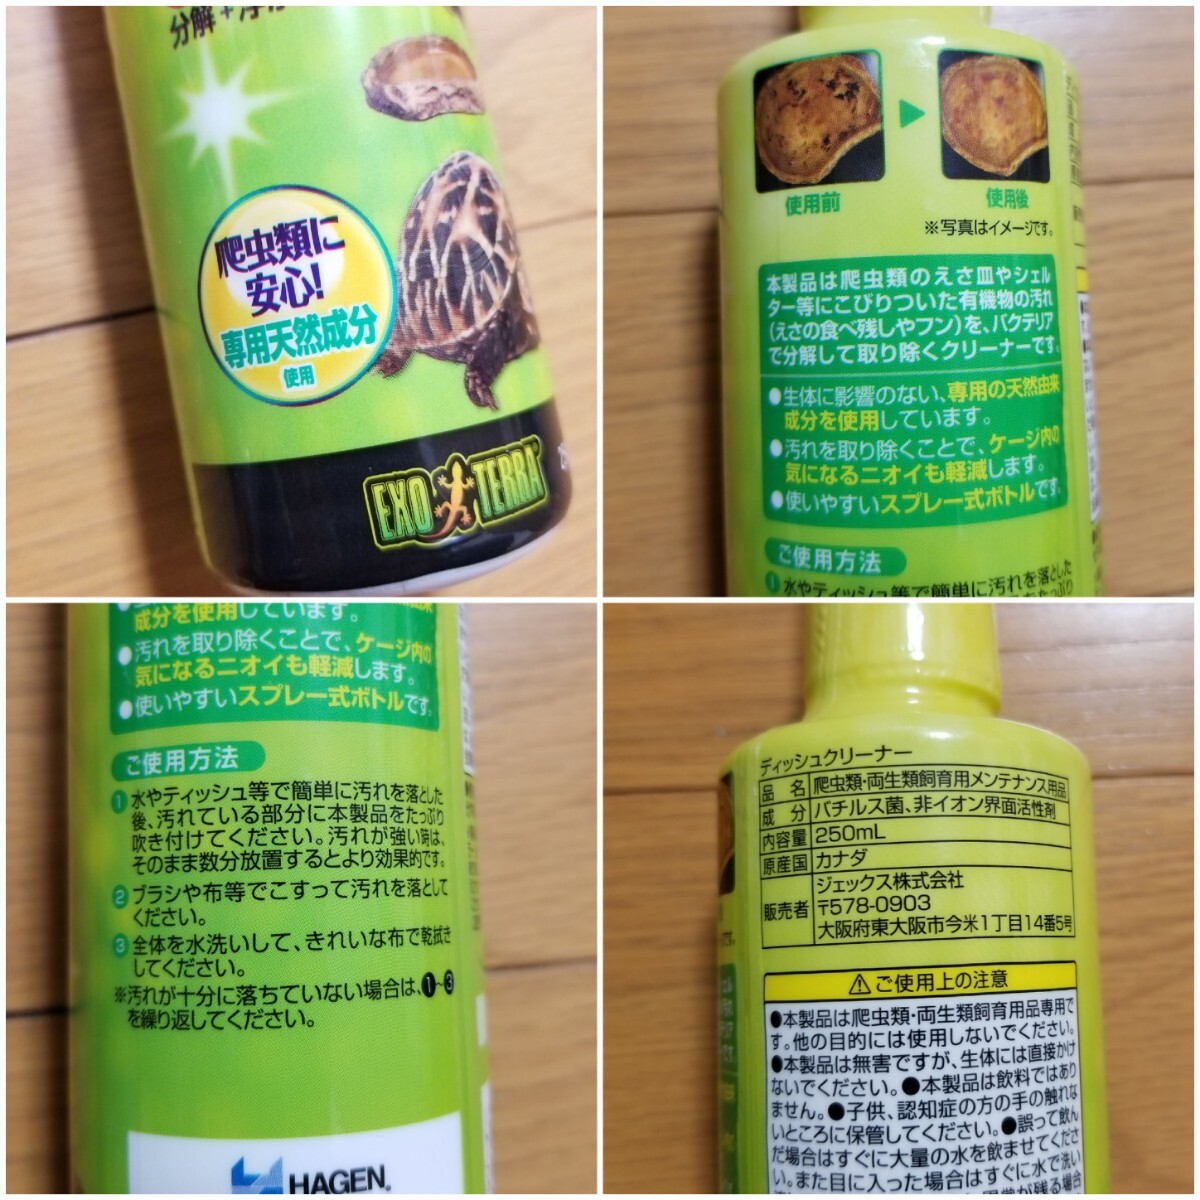 爬虫類に
安心!
専用天然成分
使用
EXO TERRA
使用前
使用後
※写真はイメージです。
本製品は爬虫類のえさ皿やシェル
ター等にこびりついた有機物の汚れ
(えさの食べ残しやフン)を、バクテリア
で分解して取り除くクリーナーです。
●生体に影響のない、専用の天然由来
成分を使用しています。
●汚れを取り除くことで、ケージ内の
気になるニオイも軽減します。
●使いやすいスプレー式ボトルです。
ご使用方法
① 水やティッシュ等で簡単に汚れを落とした
成分を使用しています。
●汚れを取り除くことで、ケージ内の
気になるニオイも軽減します。
●使いやすいスプレー式ボトルです。
ご使用方法
① 水やティッシュ等で簡単に汚れを落とした
後、汚れている部分に本製品をたっぷり
吹き付けてください。汚れが強い時は、
そのまま数分放置するとより効果的です。
② ブラシや布等でこすって汚れを落として
ください。
③ 全体を水洗いして、きれいな布で乾拭き
してください。
※汚れが十分に落ちていない場合は、❶~❸
を繰り返してください。
HAGEN
ディッシュクリーナー
品名 爬虫類・両生類飼育用メンテナンス用品
成分 バチルス菌、非イオン界面活性剤
内容量 250mL
原産国 カナダ
販売者 ジェックス株式会社
〒578-0903
大阪府東大阪市今米1丁目14番5号
⚠ご使用上の注意
●本製品は爬虫類・両生類飼育用品専用で
す。他の目的には使用しないでください。
●本製品は無害ですが、生体には直接かけ
ないでください。●本製品は飲料ではあり
ません。●子供、認知症の方の手の触れな
いところに保管してください。●誤って飲ん
だ場合はすぐに大量の水を飲ませてくださ
い。また目に入った場合はすぐに水で洗い